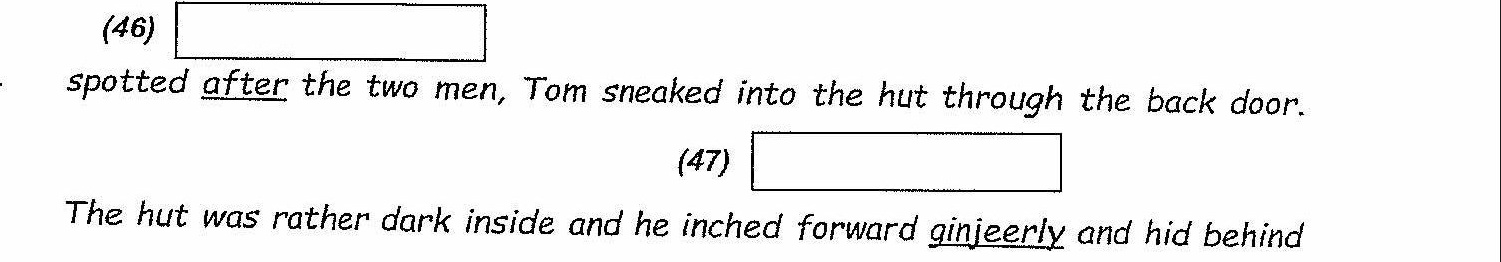 (46)
spotted after the two men, Tom sneaked into the hut through the back door.
(47)
The hut was rather dark inside and he inched forward ginjeerly and hid behind